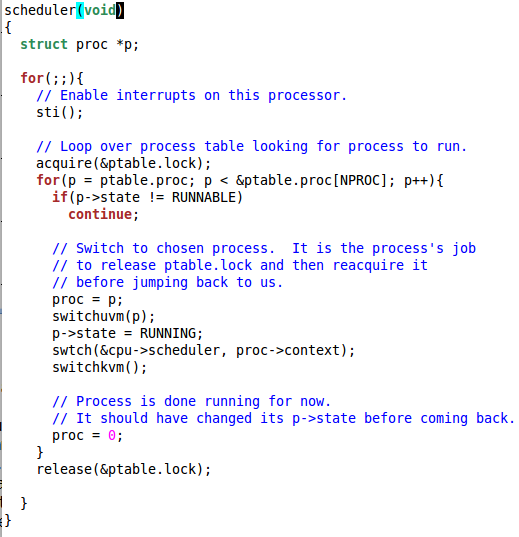 scheduler(void)
{
  struct proc *p;

  for(;;){
    // Enable interrupts on this processor.
    sti();

    // Loop over process table looking for process to run.
    acquire(&ptable.lock);
    for(p = ptable.proc; p < &ptable.proc[NPROC]; p++){
      if(p->state != RUNNABLE)
        continue;

      // Switch to chosen process.  It is the process's job
      // to release ptable.lock and then reacquire it
      // before jumping back to us.
      proc = p;
      switchuvm(p);
      p->state = RUNNING;
      swtch(&cpu->scheduler, proc->context);
      switchkvm();

      // Process is done running for now.
      // It should have changed its p->state before coming back.
      proc = 0;
    }
    release(&ptable.lock);

  }
}